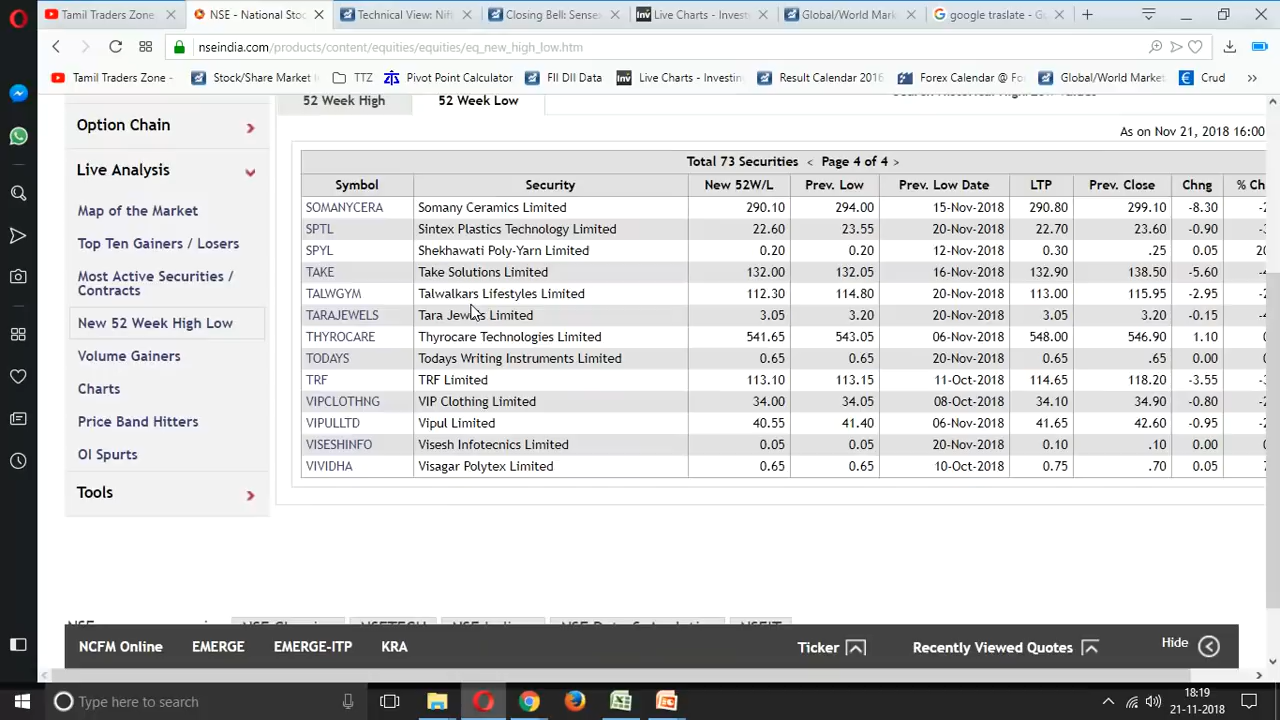 Tamil Traders Zone
NSE - National Stoc
Technical View: Nif
Closing Bell: Sensex
Live Charts - Invest
Global/World Mark
google traslate - G
nseindia.com/products/content/equities/equities/eq_new_high_low.htm
Tamil Traders Zone -
Stock/Share Market
TTZ
Pivot Point Calculator
FII DII Data
Inv Live Charts - Investing
Result Calendar 2016
Forex Calendar @ Fo
Global/World Market
Crud
52 Week High
52 Week Low
As on Nov 21, 2018 16:00
Option Chain
Live Analysis
Map of the Market
Top Ten Gainers / Losers
Most Active Securities /
Contracts
New 52 Week High Low
Volume Gainers
Charts
Price Band Hitters
OI Spurts
Tools
Total 73 Securities < Page 4 of 4 >
Symbol Security New 52W/L Prev. Low Prev. Low Date LTP Prev. Close Chng % Ch
SOMANYCERA Somany Ceramics Limited 290.10 294.00 15-Nov-2018 290.80 299.10 -8.30
SPTL Sintex Plastics Technology Limited 22.60 23.55 20-Nov-2018 22.70 23.60 -0.90
SPYL Shekhawati Poly-Yarn Limited 0.20 0.20 12-Nov-2018 0.30 .25 0.05 20
TAKE Take Solutions Limited 132.00 132.05 16-Nov-2018 132.90 138.50 -5.60
TALWGYM Talwalkars Lifestyles Limited 112.30 114.80 20-Nov-2018 113.00 115.95 -2.95
TARAJEWELS Tara Jewels Limited 3.05 3.20 20-Nov-2018 3.05 3.20 -0.15
THYROCARE Thyrocare Technologies Limited 541.65 543.05 06-Nov-2018 548.00 546.90 1.10
TODAYS Todays Writing Instruments Limited 0.65 0.65 20-Nov-2018 0.65 .65 0.00
TRF TRF Limited 113.10 113.15 11-Oct-2018 114.65 118.20 -3.55
VIPCLOTHNG VIP Clothing Limited 34.00 34.05 08-Oct-2018 34.10 34.90 -0.80
VIPULLTD Vipul Limited 40.55 41.40 06-Nov-2018 41.65 42.60 -0.95
VISESHINFO Visesh Infotecnics Limited 0.05 0.05 20-Nov-2018 0.10 .10 0.00
VIVIDHA Visagar Polytex Limited 0.65 0.65 10-Oct-2018 0.75 .70 0.05
NCFM Online
EMERGE
EMERGE-ITP
KRA
Ticker
Recently Viewed Quotes
Hide
Type here to search
18:19
21-11-2018